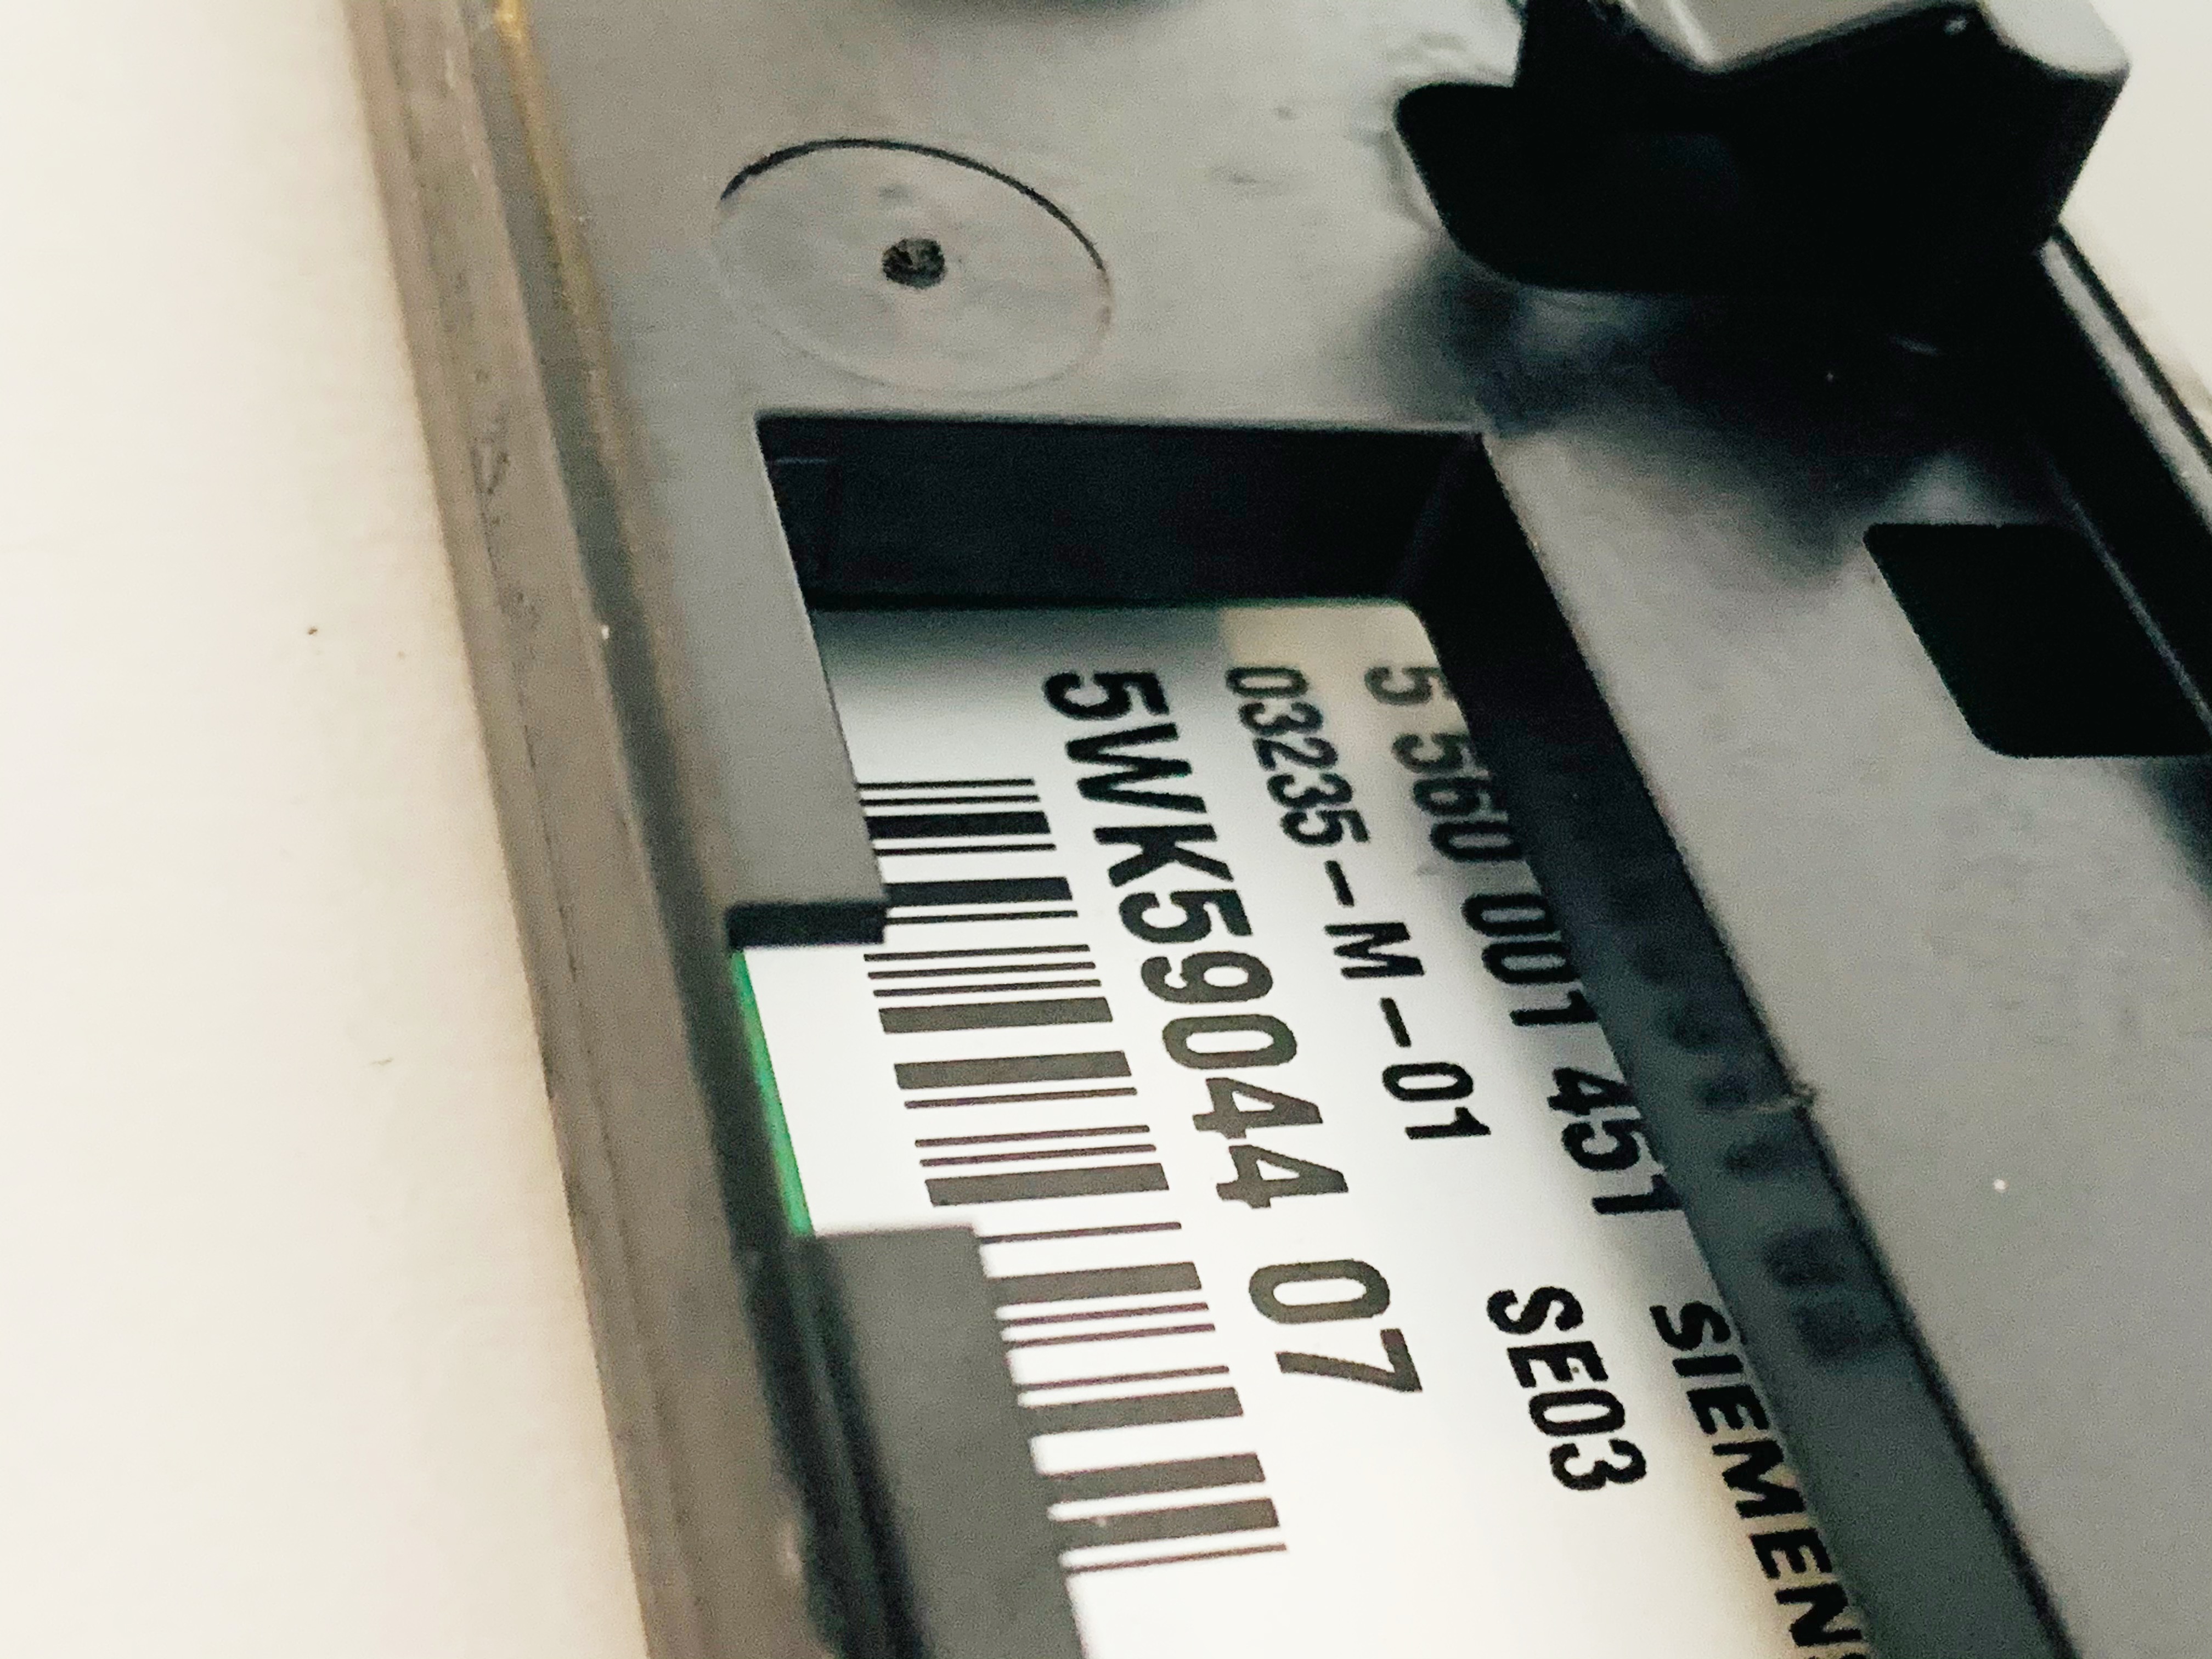 5 560 001 451 SIEMENS
03235-M-01 SE03
5WK59044 07